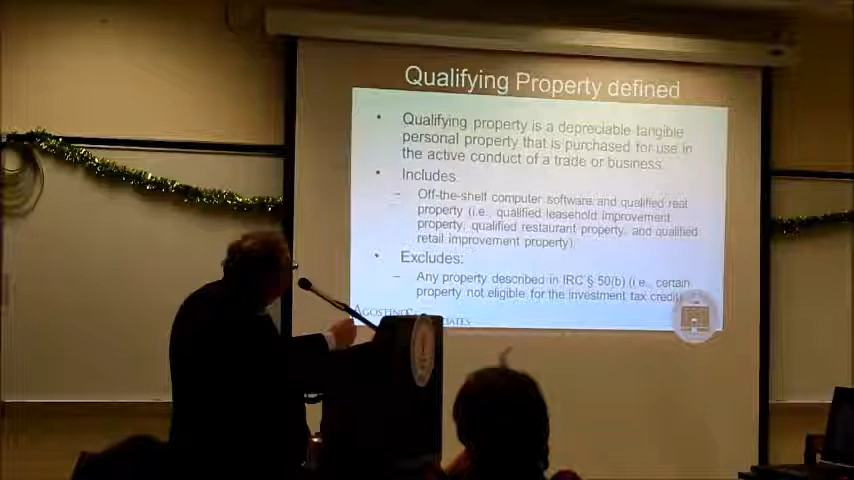 Qualifying Property defined
• Qualifying property is a depreciable tangible
personal property that is purchased for use in
the active conduct of a trade or business.
• Includes:
– Off-the-shelf computer software and qualified real
property (i.e., qualified leasehold improvement
property, qualified restaurant property, and qualified
retail improvement property).
• Excludes:
– Any property described in IRC § 50(b) (i.e., certain
property not eligible for the investment tax credit)